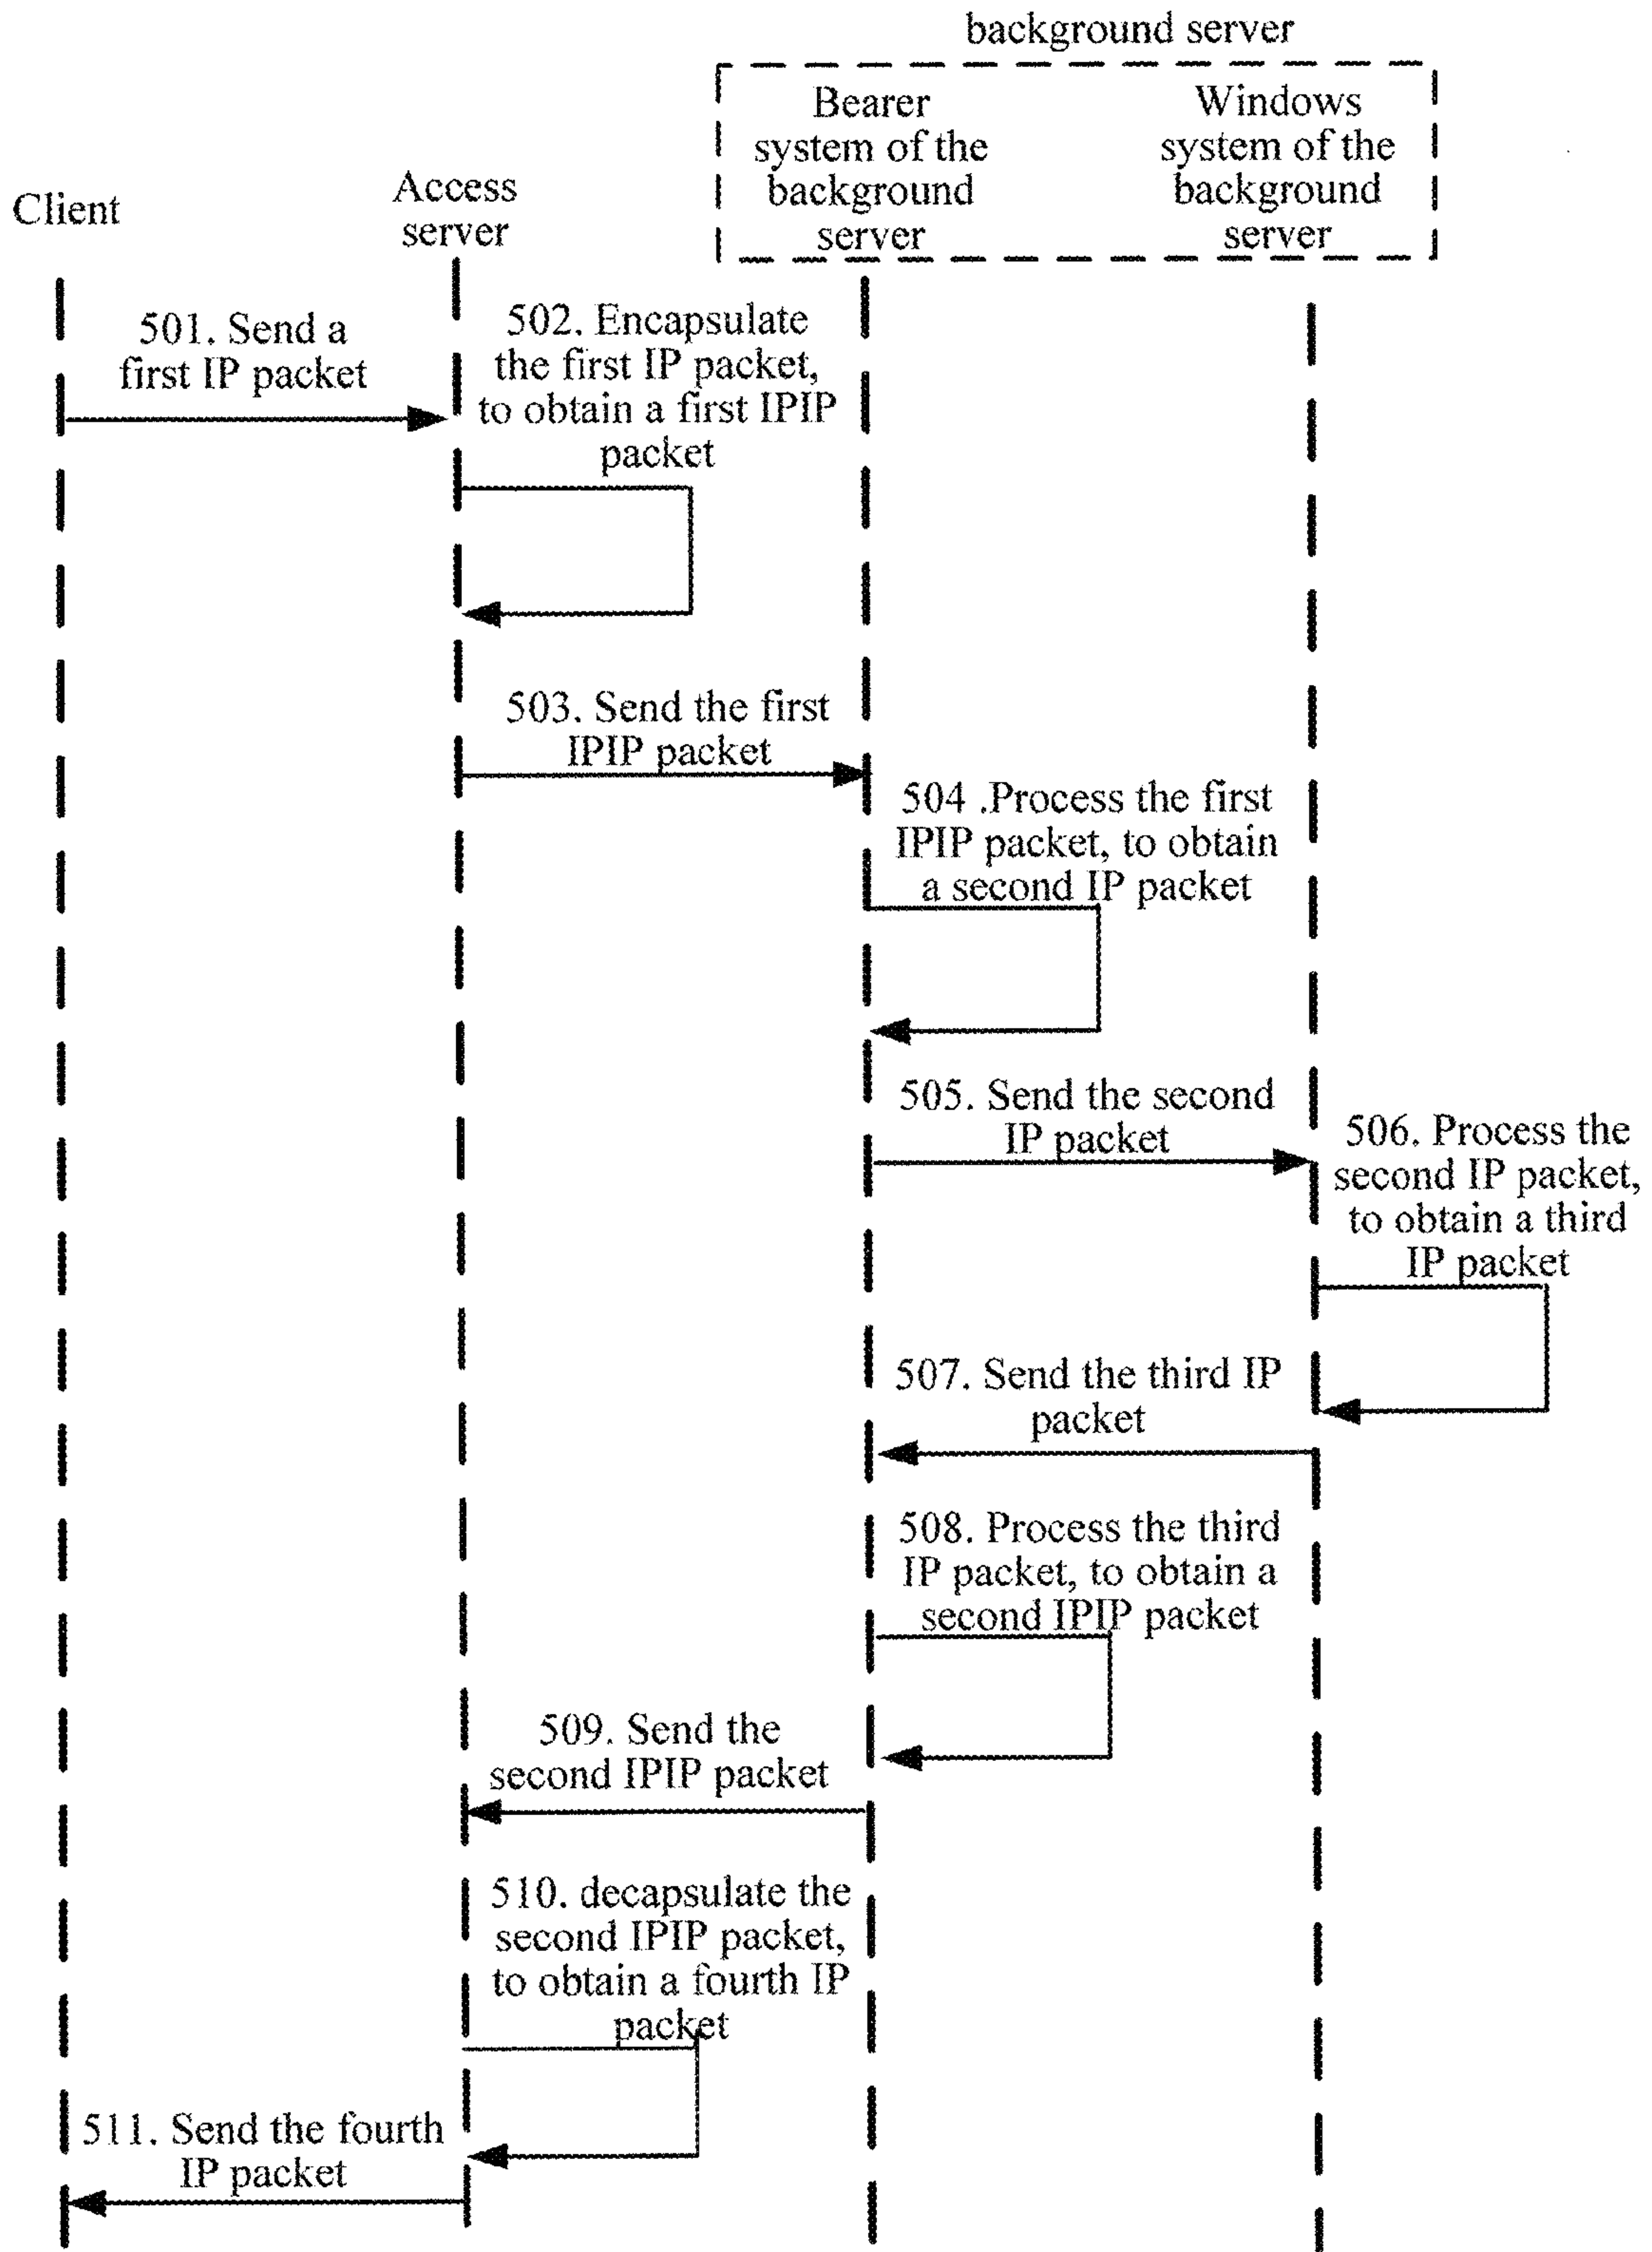 background server
Bearer
system of the
background
server
Windows
system of the
background
server
Client
Access
server
501. Send a
first IP packet
502. Encapsulate
the first IP packet,
to obtain a first IPIP
packet
503. Send the first
IPIP packet
504 .Process the first
IPIP packet, to obtain
a second IP packet
505. Send the second
IP packet
506. Process the
second IP packet,
to obtain a third
IP packet
507. Send the third IP
packet
508. Process the third
IP packet, to obtain a
second IPIP packet
509. Send the
second IPIP packet
510. decapsulate the
second IPIP packet,
to obtain a fourth IP
packet
511. Send the fourth
IP packet